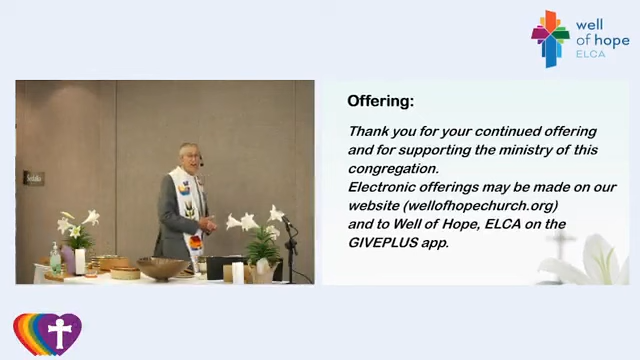 well
of hope
ELCA
Offering:
Thank you for your continued offering
and for supporting the ministry of this
congregation.
Electronic offerings may be made on our
website (wellofhopechurch.org)
and to Well of Hope, ELCA on the
GIVEPLUS app.